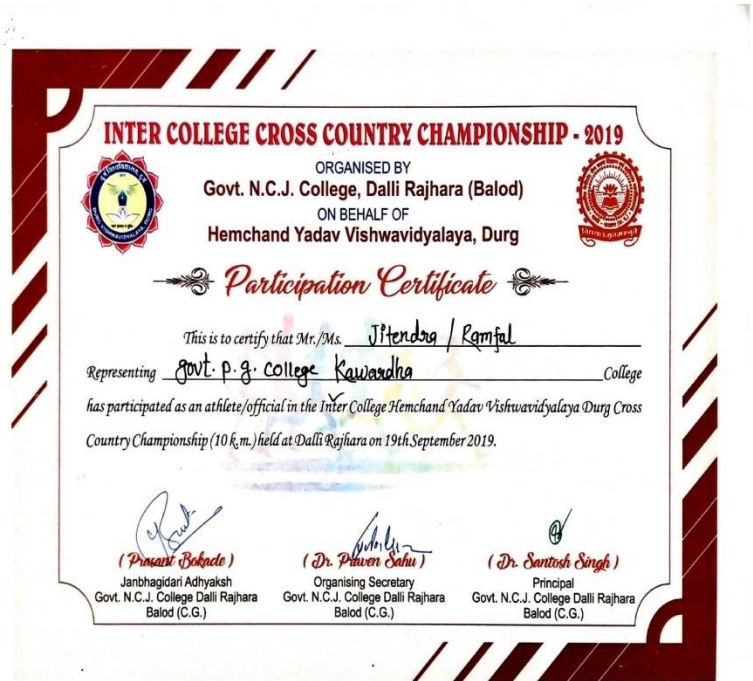 INTER COLLEGE CROSS COUNTRY CHAMPIONSHIP - 2019
ORGANISED BY
Govt. N.C.J. College, Dalli Rajhara (Balod)
ON BEHALF OF
Hemchand Yadav Vishwavidyalaya, Durg
Participation Certificate
This is to certify that Mr./Ms. Jitendra / Ramfal
Representing govt. p. g. college Kawardha College
has participated as an athlete/official in the Inter College Hemchand Yadav Vishwavidyalaya Durg Cross
Country Championship (10 k.m.) held at Dalli Rajhara on 19th September 2019.
( Prasant Bokade ) ( Dr. Praven Sahu ) ( Dr. Santosh Singh )
Janbhagidari Adhyaksh Organising Secretary Principal
Govt. N.C.J. College Dalli Rajhara Govt. N.C.J. College Dalli Rajhara Govt. N.C.J. College Dalli Rajhara
Balod (C.G.) Balod (C.G.) Balod (C.G.)